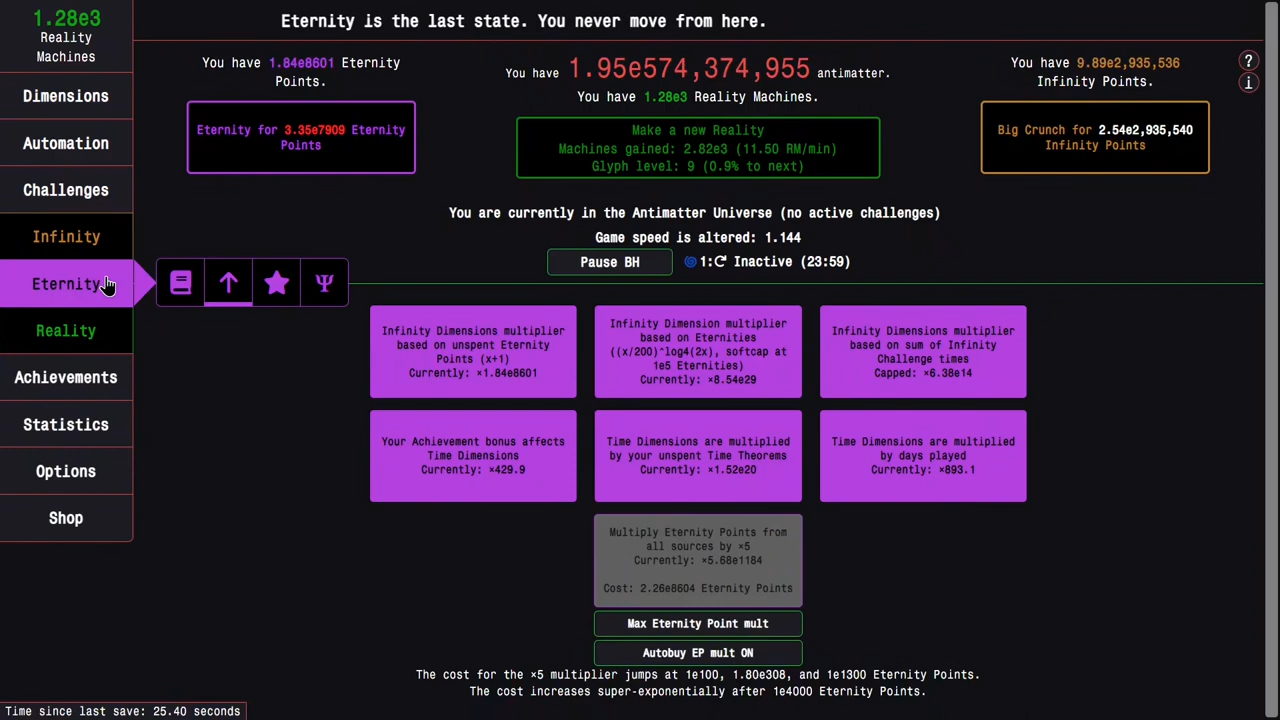 1.28e3
Reality
Machines
Dimensions
Automation
Challenges
Infinity
Eternity
Reality
Achievements
Statistics
Options
Shop
Eternity is the last state. You never move from here.
You have 1.84e8601 Eternity
Points.
Eternity for 3.35e7909 Eternity
Points
You have 1.95e574,374,955 antimatter.
You have 1.28e3 Reality Machines.
Make a new Reality
Machines gained: 2.82e3 (11.50 RM/min)
Glyph level: 9 (0.9% to next)
You have 9.89e2,935,536
Infinity Points.
Big Crunch for 2.54e2,935,540
Infinity Points
?
i
You are currently in the Antimatter Universe (no active challenges)
Game speed is altered: 1.144
Pause BH
🌀1:⟳ Inactive (23:59)
Ψ
Infinity Dimensions multiplier
based on unspent Eternity
Points (x+1)
Currently: ×1.84e8601
Infinity Dimension multiplier
based on Eternities
((x/200)^log4(2x), softcap at
1e5 Eternities)
Currently: ×8.54e29
Infinity Dimensions multiplier
based on sum of Infinity
Challenge times
Capped: ×6.38e14
Your Achievement bonus affects
Time Dimensions
Currently: ×429.9
Time Dimensions are multiplied
by your unspent Time Theorems
Currently: ×1.52e20
Time Dimensions are multiplied
by days played
Currently: ×893.1
Multiply Eternity Points from
all sources by ×5
Currently: ×5.68e1184
Cost: 2.26e8604 Eternity Points
Max Eternity Point mult
Autobuy EP mult ON
The cost for the ×5 multiplier jumps at 1e100, 1.80e308, and 1e1300 Eternity Points.
The cost increases super-exponentially after 1e4000 Eternity Points.
Time since last save: 25.40 seconds